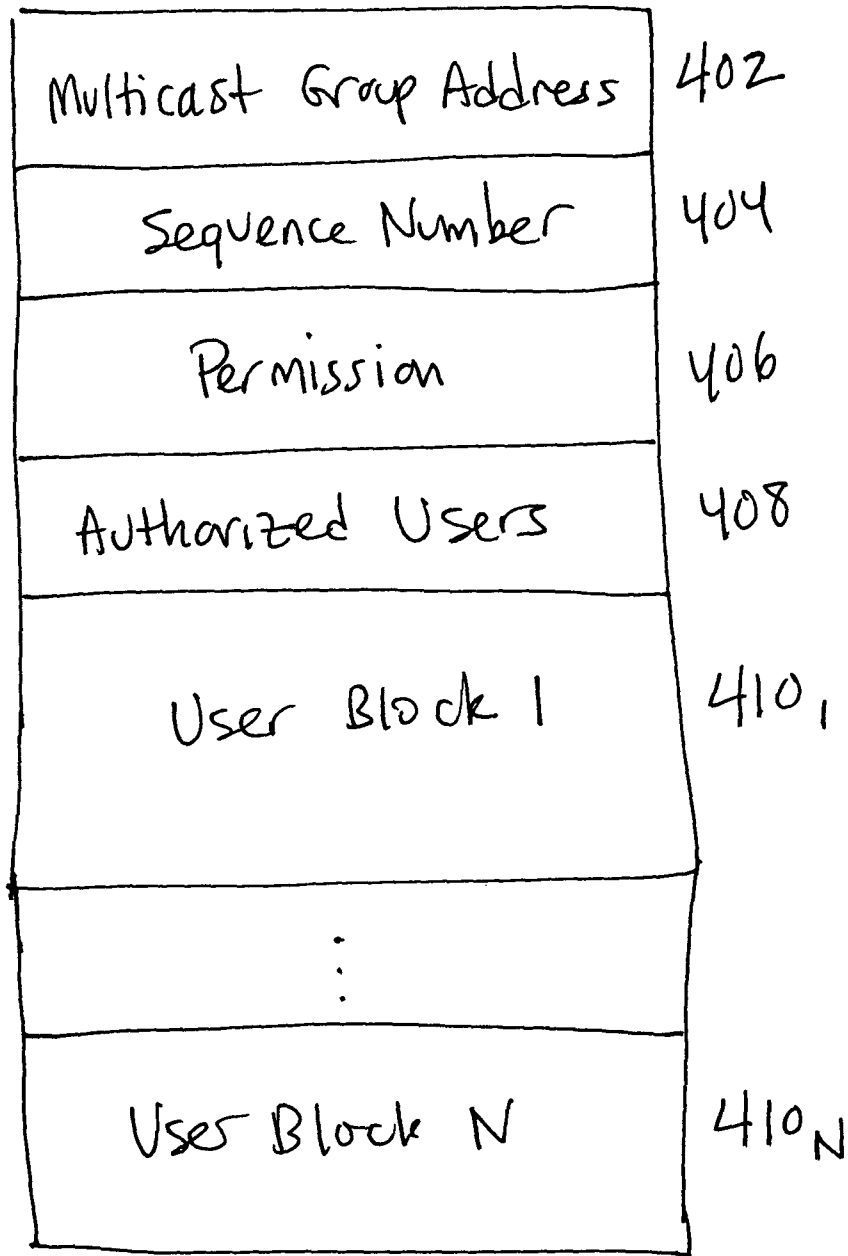 Multicast Group Address 402
Sequence Number 404
Permission 406
Authorized Users 408
User Block 1 410₁
⋮
User Block N 410N